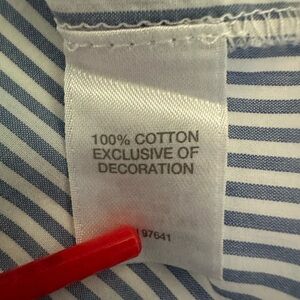 100% COTTON
EXCLUSIVE OF
DECORATION
97641